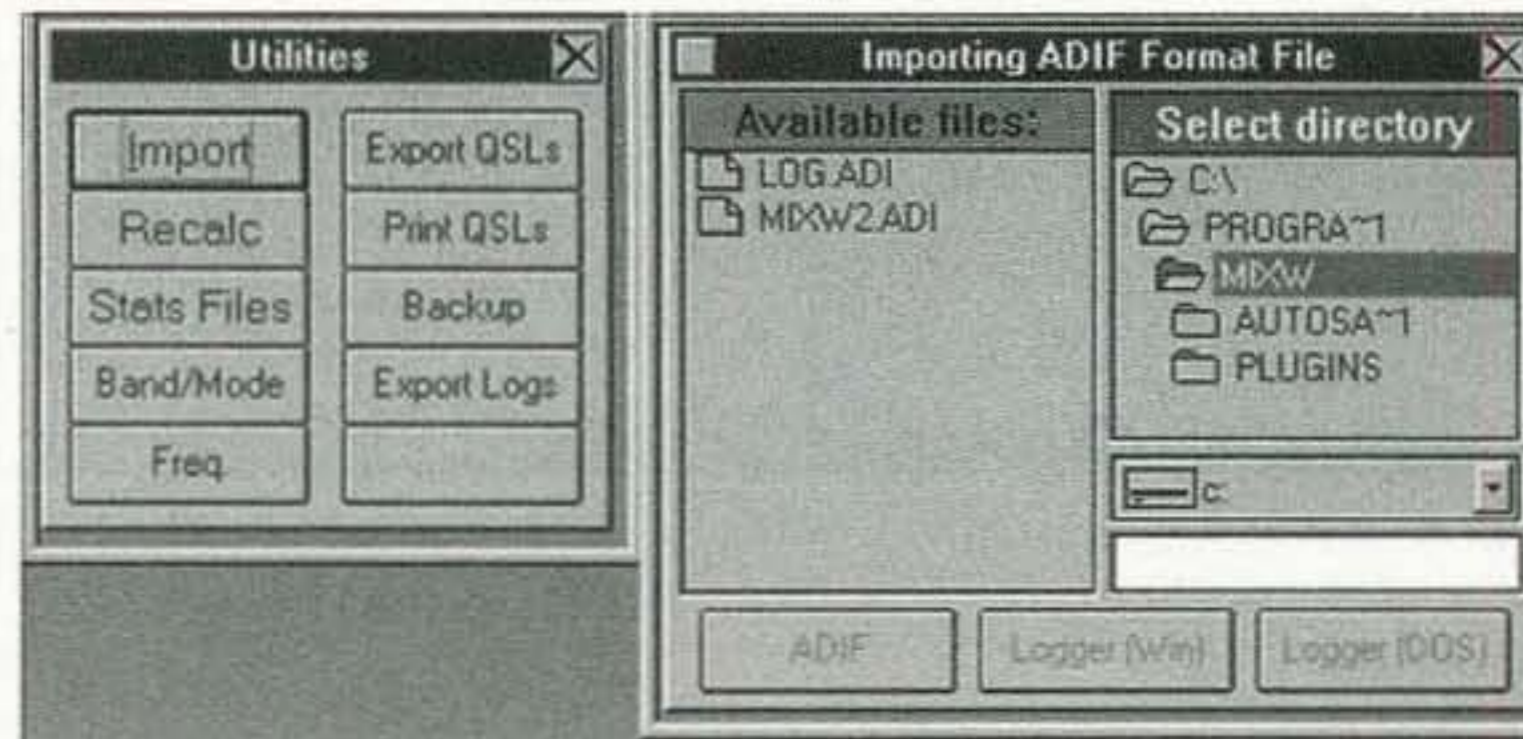 Utilities
Import
Export QSLs
Recalc
Print QSLs
Stats Files
Backup
Band/Mode
Export Logs
Freq
Importing ADIF Format File
Available files:
LOG.ADI
MIXW2.ADI
Select directory
C:\
PROGRA~1
MIXW
AUTOSA~1
PLUGINS
c:
ADIF
Logger (Win)
Logger (DOS)